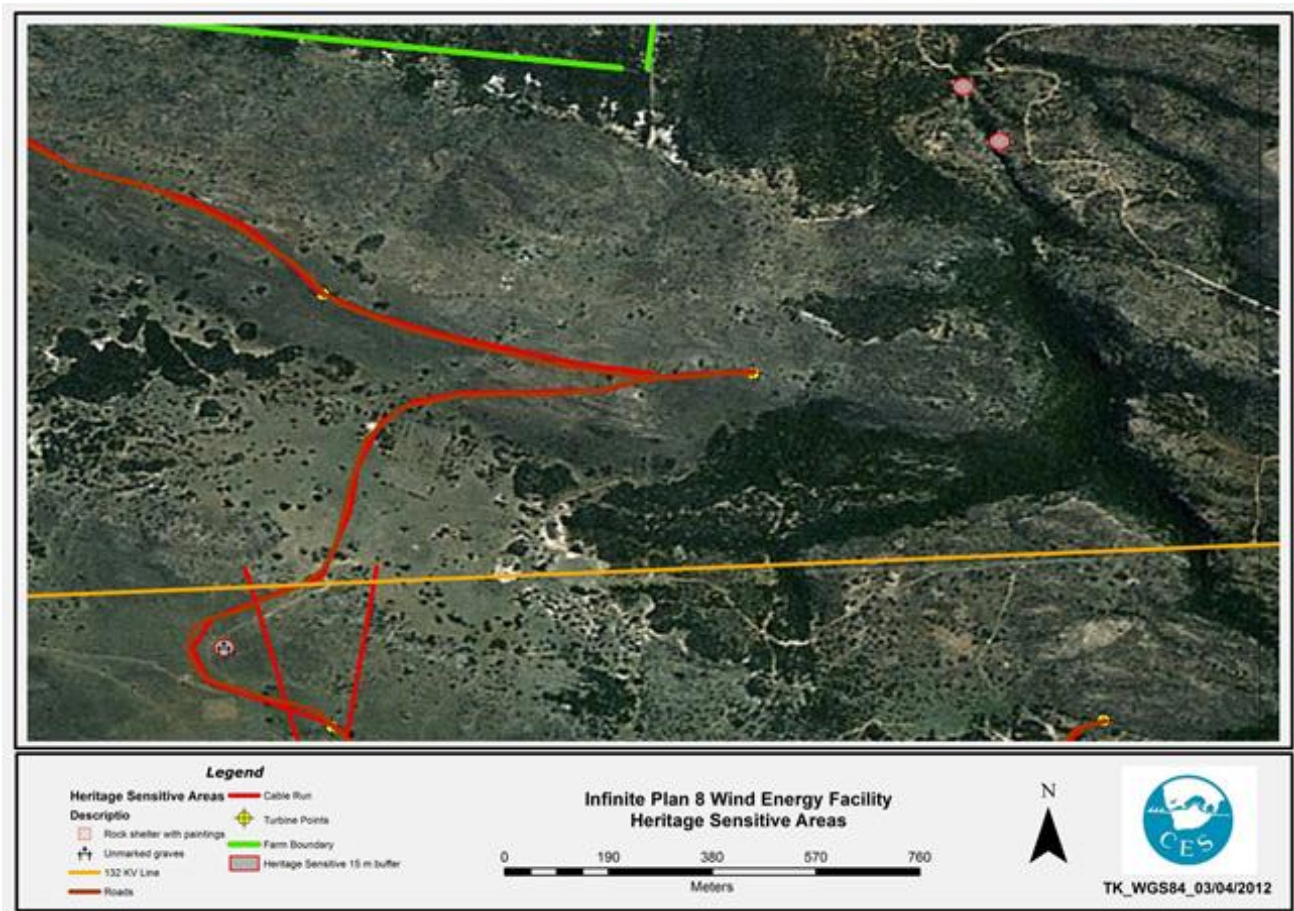 Legend
Heritage Sensitive Areas
Descriptio
Rock shelter with paintings
Unmarked graves
132 KV Line
Roads
Cable Run
Turbine Points
Farm Boundary
Heritage Sensitive 15 m buffer
Infinite Plan 8 Wind Energy Facility
Heritage Sensitive Areas
0 190 380 570 760
Meters
N
CES
TK_WGS84_03/04/2012